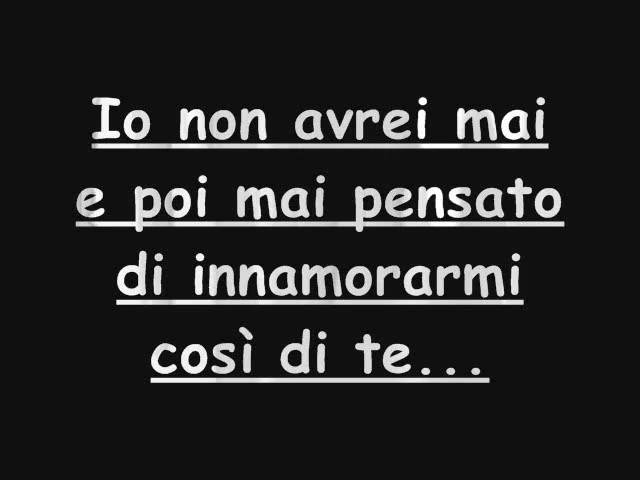 Io non avrei mai
e poi mai pensato
di innamorarmi
così di te...